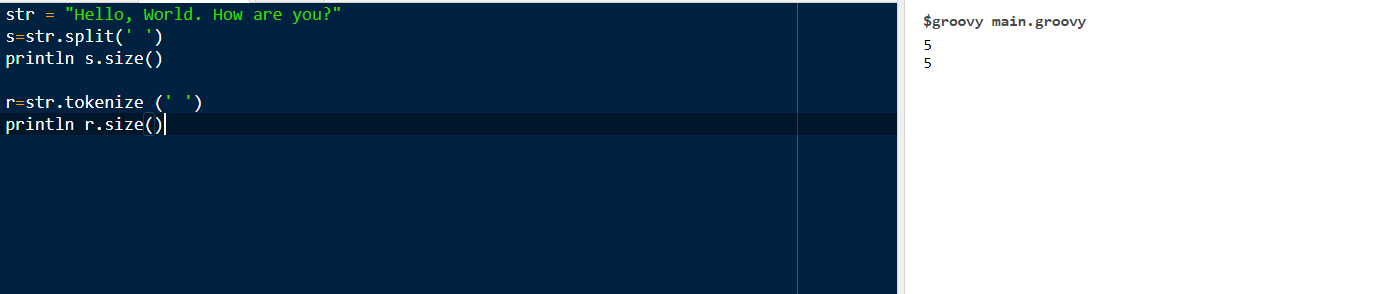 str = "Hello, World. How are you?"
s=str.split(' ')
println s.size()
r=str.tokenize (' ')
println r.size()
$groovy main.groovy
5
5